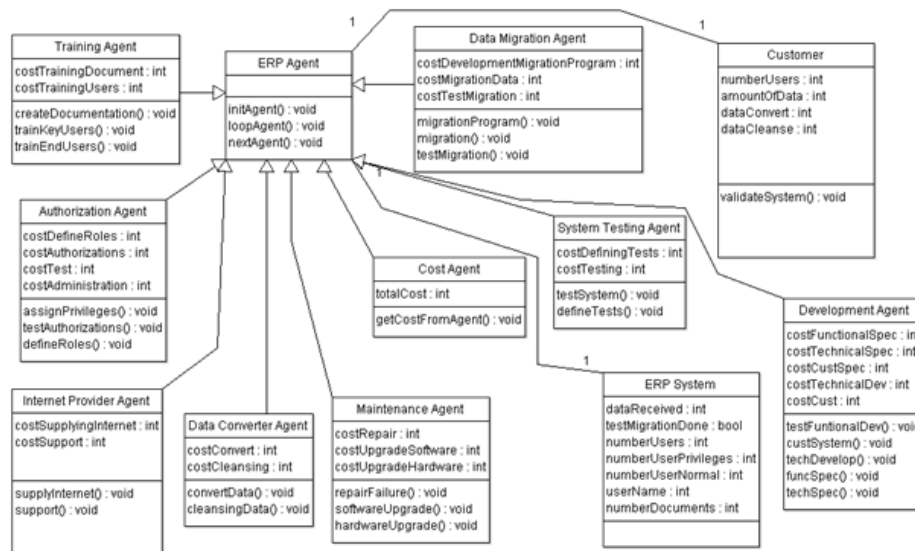 1
1
Training Agent
costTrainingDocument : int
costTrainingUsers : int
createDocumentation() : void
trainKeyUsers() : void
trainEndUsers() : void
ERP Agent
initAgent() : void
loopAgent() : void
nextAgent() : void
Data Migration Agent
costDevelopmentMigrationProgram : int
costMigrationData : int
costTestMigration : int
migrationProgram() : void
migration() : void
testMigration() : void
Customer
numberUsers : int
amountOfData : int
dataConvert : int
dataCleanse : int
validateSystem() : void
1
Authorization Agent
costDefineRoles : int
costAuthorizations : int
costTest : int
costAdministration : int
assignPrivileges() : void
testAuthorizations() : void
defineRoles() : void
Cost Agent
totalCost : int
getCostFromAgent() : void
System Testing Agent
costDefiningTests : int
costTesting : int
testSystem() : void
defineTests() : void
Development Agent
costFunctionalSpec : int
costTechnicalSpec : int
costCustSpec : int
costTechnicalDev : int
costCust : int
testFuntionalDev() : void
custSystem() : void
techDevelop() : void
funcSpec() : void
techSpec() : void
1
Internet Provider Agent
costSupplyingInternet : int
costSupport : int
supplyInternet() : void
support() : void
Data Converter Agent
costConvert : int
costCleansing : int
convertData() : void
cleansingData() : void
Maintenance Agent
costRepair : int
costUpgradeSoftware : int
costUpgradeHardware : int
repairFailure() : void
softwareUpgrade() : void
hardwareUpgrade() : void
ERP System
dataReceived : int
testMigrationDone : bool
numberUsers : int
numberUserPrivileges : int
numberUserNormal : int
userName : int
numberDocuments : int